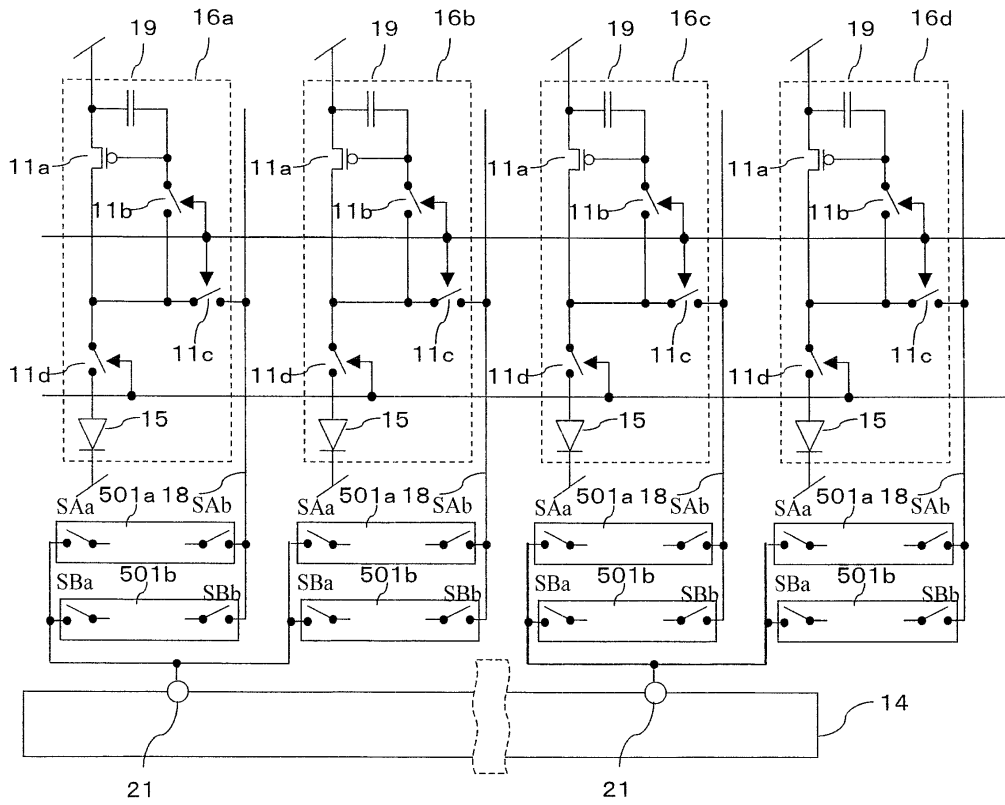 19 16a 19 16b 19 16c 19 16d
11a 11a 11a 11a
11b 11b 11b 11b
11c 11c 11c 11c
11d 11d 11d 11d
15 15 15 15
SAa 501a 18 SAb SAa 501a 18 SAb SAa 501a 18 SAb SAa 501a 18 SAb
SBa 501b SBb SBa 501b SBb SBa 501b SBb SBa 501b SBb
14
21 21